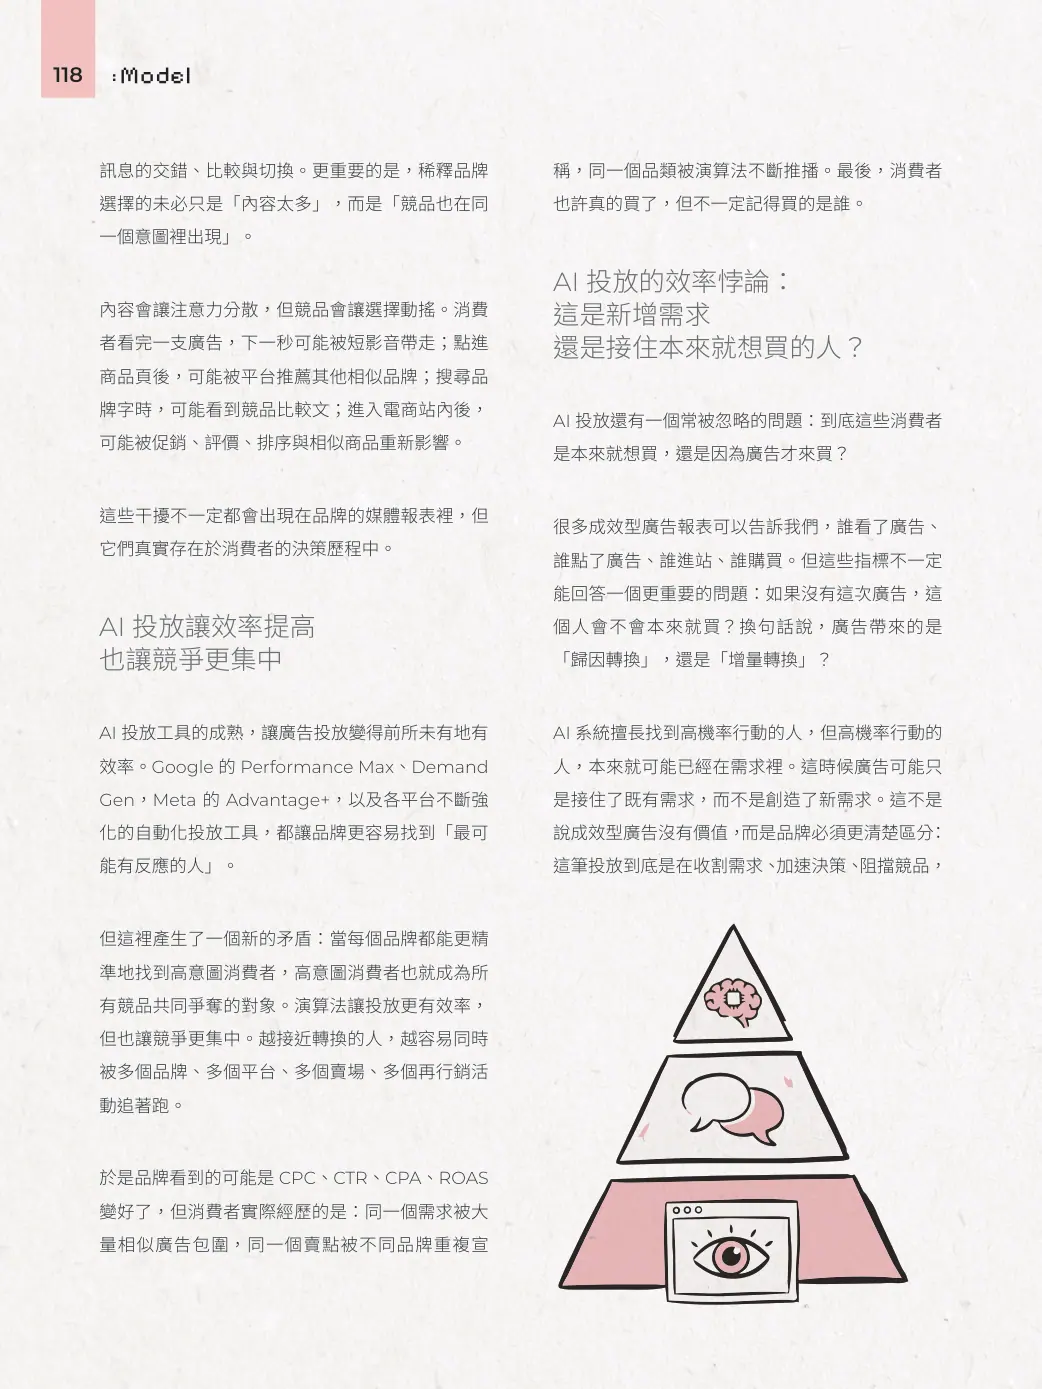 118
:Model
訊息的交錯、比較與切換。更重要的是，稀釋品牌
選擇的未必只是「內容太多」，而是「競品也在同
一個意圖裡出現」。
內容會讓注意力分散，但競品會讓選擇動搖。消費
者看完一支廣告，下一秒可能被短影音帶走；點進
商品頁後，可能被平台推薦其他相似品牌；搜尋品
牌字時，可能看到競品比較文；進入電商站內後，
可能被促銷、評價、排序與相似商品重新影響。
這些干擾不一定都會出現在品牌的媒體報表裡，但
它們真實存在於消費者的決策歷程中。
AI 投放讓效率提高
也讓競爭更集中
AI 投放工具的成熟，讓廣告投放變得前所未有地有
效率。Google 的 Performance Max、Demand
Gen，Meta 的 Advantage+，以及各平台不斷強
化的自動化投放工具，都讓品牌更容易找到「最可
能有反應的人」。
但這裡產生了一個新的矛盾：當每個品牌都能更精
準地找到高意圖消費者，高意圖消費者也就成為所
有競品共同爭奪的對象。演算法讓投放更有效率，
但也讓競爭更集中。越接近轉換的人，越容易同時
被多個品牌、多個平台、多個賣場、多個再行銷活
動追著跑。
於是品牌看到的可能是 CPC、CTR、CPA、ROAS
變好了，但消費者實際經歷的是：同一個需求被大
量相似廣告包圍，同一個賣點被不同品牌重複宣
稱，同一個品類被演算法不斷推播。最後，消費者
也許真的買了，但不一定記得買的是誰。
AI 投放的效率悖論：
這是新增需求
還是接住本來就想買的人？
AI 投放還有一個常被忽略的問題：到底這些消費者
是本來就想買，還是因為廣告才來買？
很多成效型廣告報表可以告訴我們，誰看了廣告、
誰點了廣告、誰進站、誰購買。但這些指標不一定
能回答一個更重要的問題：如果沒有這次廣告，這
個人會不會本來就買？換句話說，廣告帶來的是
「歸因轉換」，還是「增量轉換」？
AI 系統擅長找到高機率行動的人，但高機率行動的
人，本來就可能已經在需求裡。這時候廣告可能只
是接住了既有需求，而不是創造了新需求。這不是
說成效型廣告沒有價值，而是品牌必須更清楚區分：
這筆投放到底是在收割需求、加速決策、阻擋競品，